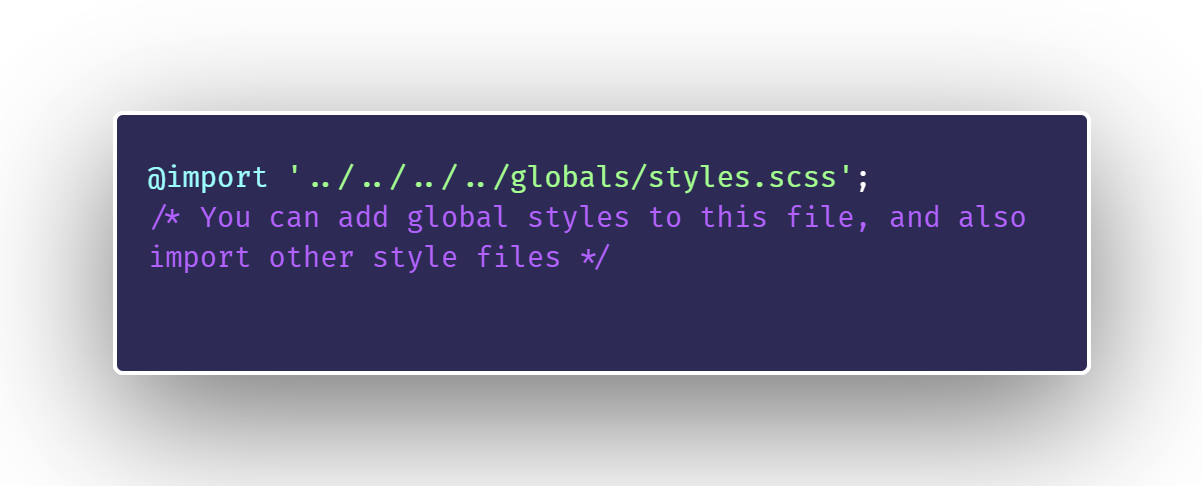 @import '../../../../globals/styles.scss';
/* You can add global styles to this file, and also
import other style files */